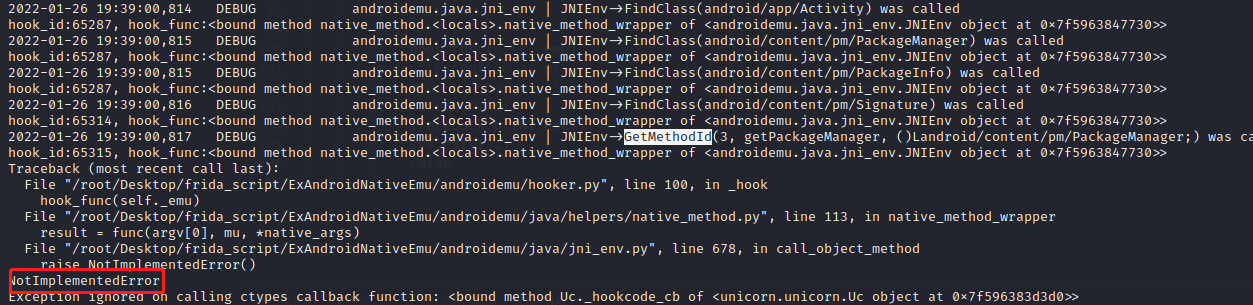 2022-01-26 19:39:00,814   DEBUG            androidemu.java.jni_env | JNIEnv→FindClass(android/app/Activity) was called
hook_id:65287, hook_func:<bound method native_method.<locals>.native_method_wrapper of <androidemu.java.jni_env.JNIEnv object at 0×7f5963847730>>
2022-01-26 19:39:00,815   DEBUG            androidemu.java.jni_env | JNIEnv→FindClass(android/content/pm/PackageManager) was called
hook_id:65287, hook_func:<bound method native_method.<locals>.native_method_wrapper of <androidemu.java.jni_env.JNIEnv object at 0×7f5963847730>>
2022-01-26 19:39:00,815   DEBUG            androidemu.java.jni_env | JNIEnv→FindClass(android/content/pm/PackageInfo) was called
hook_id:65287, hook_func:<bound method native_method.<locals>.native_method_wrapper of <androidemu.java.jni_env.JNIEnv object at 0×7f5963847730>>
2022-01-26 19:39:00,816   DEBUG            androidemu.java.jni_env | JNIEnv→FindClass(android/content/pm/Signature) was called
hook_id:65314, hook_func:<bound method native_method.<locals>.native_method_wrapper of <androidemu.java.jni_env.JNIEnv object at 0×7f5963847730>>
2022-01-26 19:39:00,817   DEBUG            androidemu.java.jni_env | JNIEnv→GetMethodId(3, getPackageManager, ()Landroid/content/pm/PackageManager;) was ca
hook_id:65315, hook_func:<bound method native_method.<locals>.native_method_wrapper of <androidemu.java.jni_env.JNIEnv object at 0×7f5963847730>>
Traceback (most recent call last):
  File "/root/Desktop/frida_script/ExAndroidNativeEmu/androidemu/hooker.py", line 100, in _hook
    hook_func(self._emu)
  File "/root/Desktop/frida_script/ExAndroidNativeEmu/androidemu/java/helpers/native_method.py", line 113, in native_method_wrapper
    result = func(argv[0], mu, *native_args)
  File "/root/Desktop/frida_script/ExAndroidNativeEmu/androidemu/java/jni_env.py", line 678, in call_object_method
    raise NotImplementedError()
NotImplementedError
Exception ignored on calling ctypes callback function: <bound method Uc._hookcode_cb of <unicorn.unicorn.Uc object at 0×7f596383d3d0>>